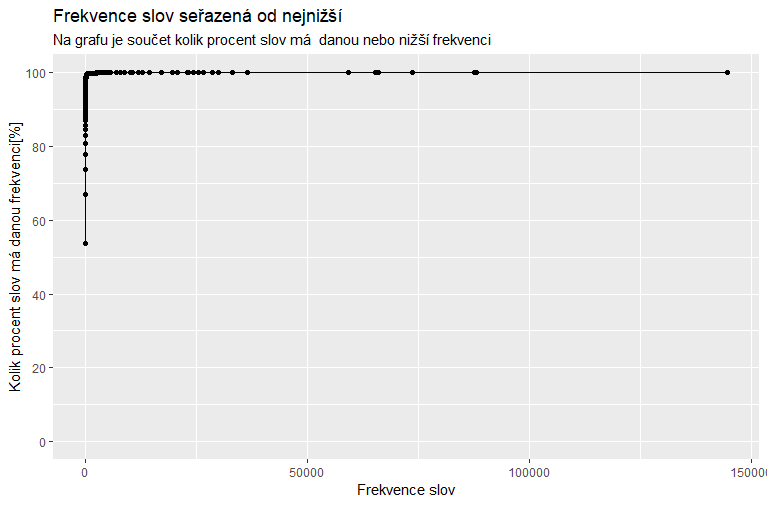 Frekvence slov seřazená od nejnižší
Na grafu je součet kolik procent slov má  danou nebo nižší frekvenci
Kolik procent slov má danou frekvenci[%]
100
80
60
40
20
0
0
50000
100000
150000
Frekvence slov